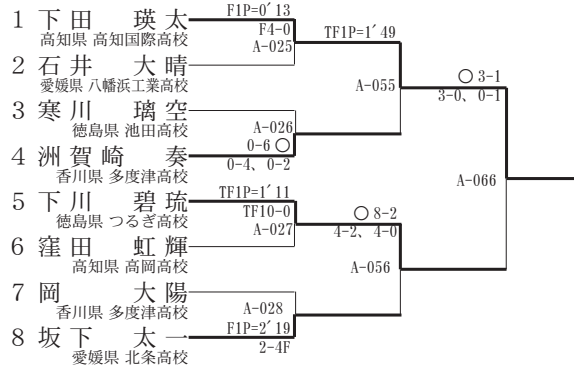 1 下田 瑛太
高知県 高知国際高校
2 石井 大晴
愛媛県 八幡浜工業高校
3 寒川 璃空
徳島県 池田高校
4 洲賀崎 奏
香川県 多度津高校
5 下川 碧琉
徳島県 つるぎ高校
6 窪田 虹輝
高知県 高岡高校
7 岡 大陽
香川県 多度津高校
8 坂下 太一
愛媛県 北条高校
F1P=0´13
F4-0
A-025
A-026
0-6 ○
0-4、0-2
TF1P=1´11
TF10-0
A-027
A-028
F1P=2´19
2-4F
TF1P=1´49
A-055
○ 8-2
4-2、4-0
A-056
○ 3-1
3-0、0-1
A-066